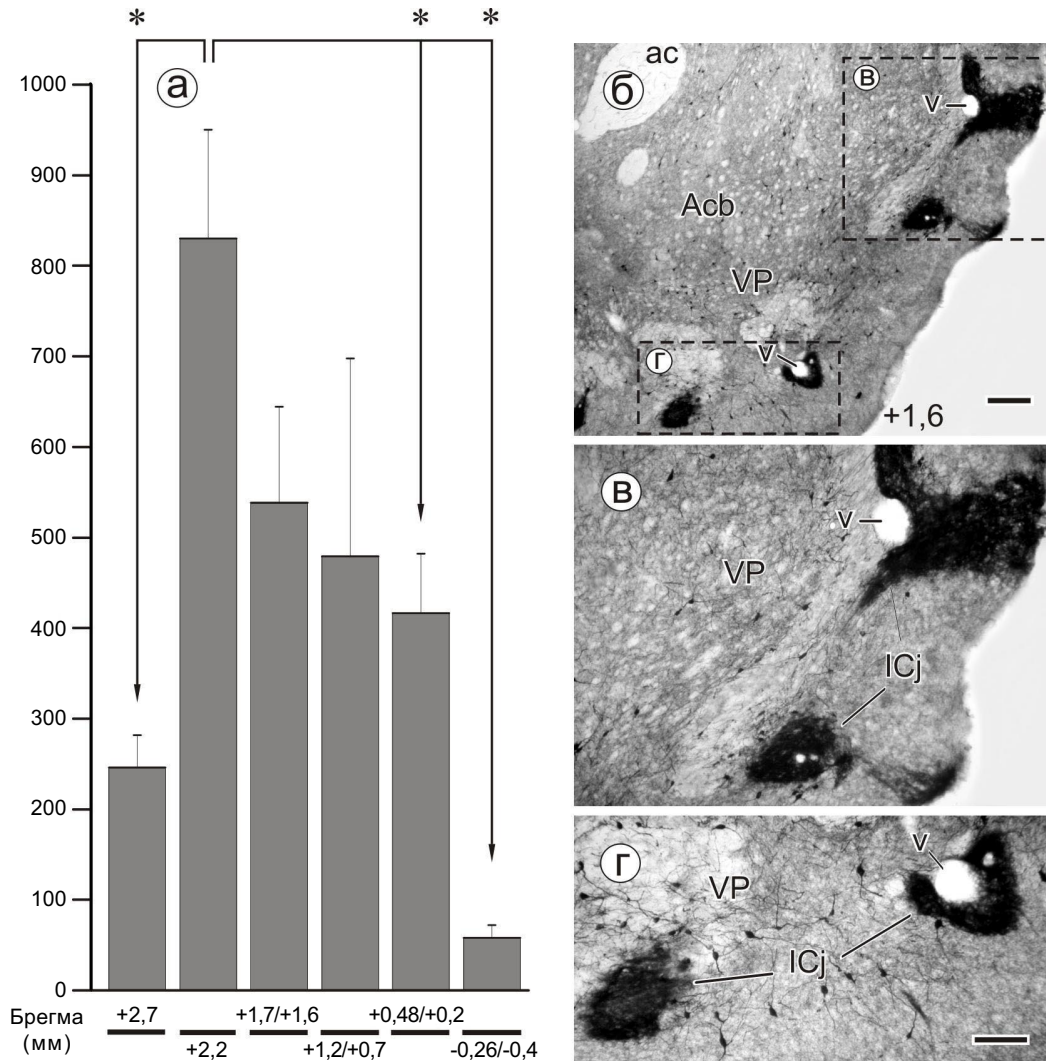 * * *
а
1000
900
800
700
600
500
400
300
200
100
0
Брегма
(мм)
+2,7
+2,2
+1,7/+1,6
+1,2/+0,7
+0,48/+0,2
-0,26/-0,4
б
ac
в
v
Acb
VP
г
v
+1,6
в
v
VP
ICj
г
v
VP
ICj